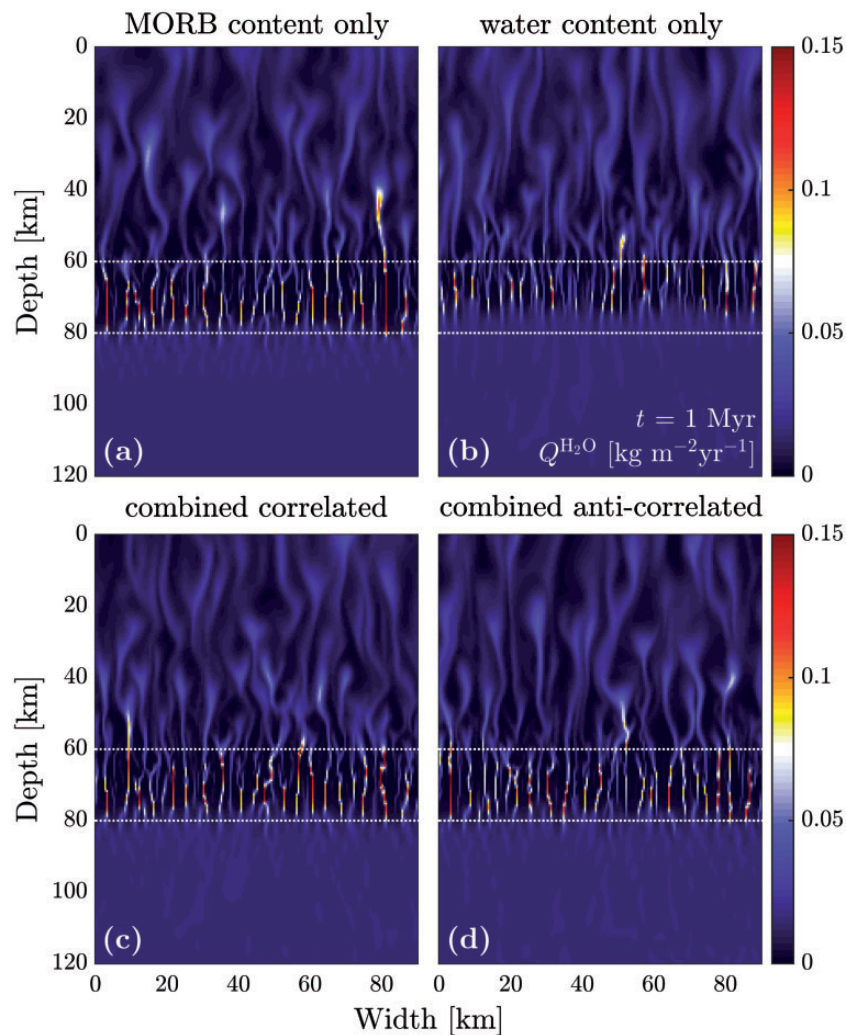 MORB content only
water content only
0
20
40
60
80
100
120
Depth [km]
(a)
(b)
t = 1 Myr
Q^{H₂O} [kg m⁻²yr⁻¹]
0.15
0.1
0.05
0
combined correlated
combined anti-correlated
0
20
40
60
80
100
120
Depth [km]
(c)
(d)
0.15
0.1
0.05
0
0 20 40 60 80
0 20 40 60 80
Width [km]